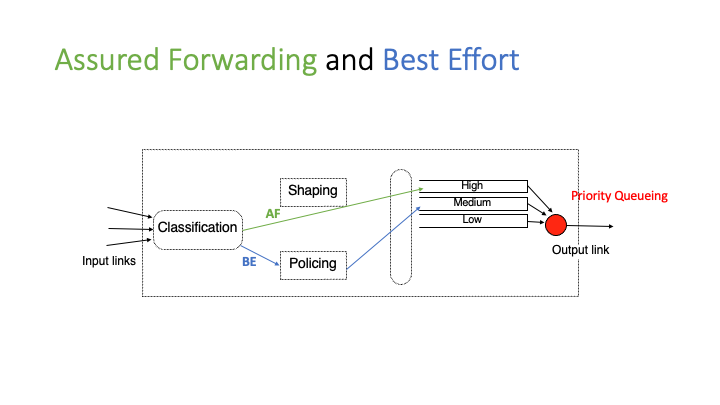 Assured Forwarding and Best Effort
Shaping
High
Priority Queueing
Medium
AF
Low
Classification
Output link
Input links
BE
Policing